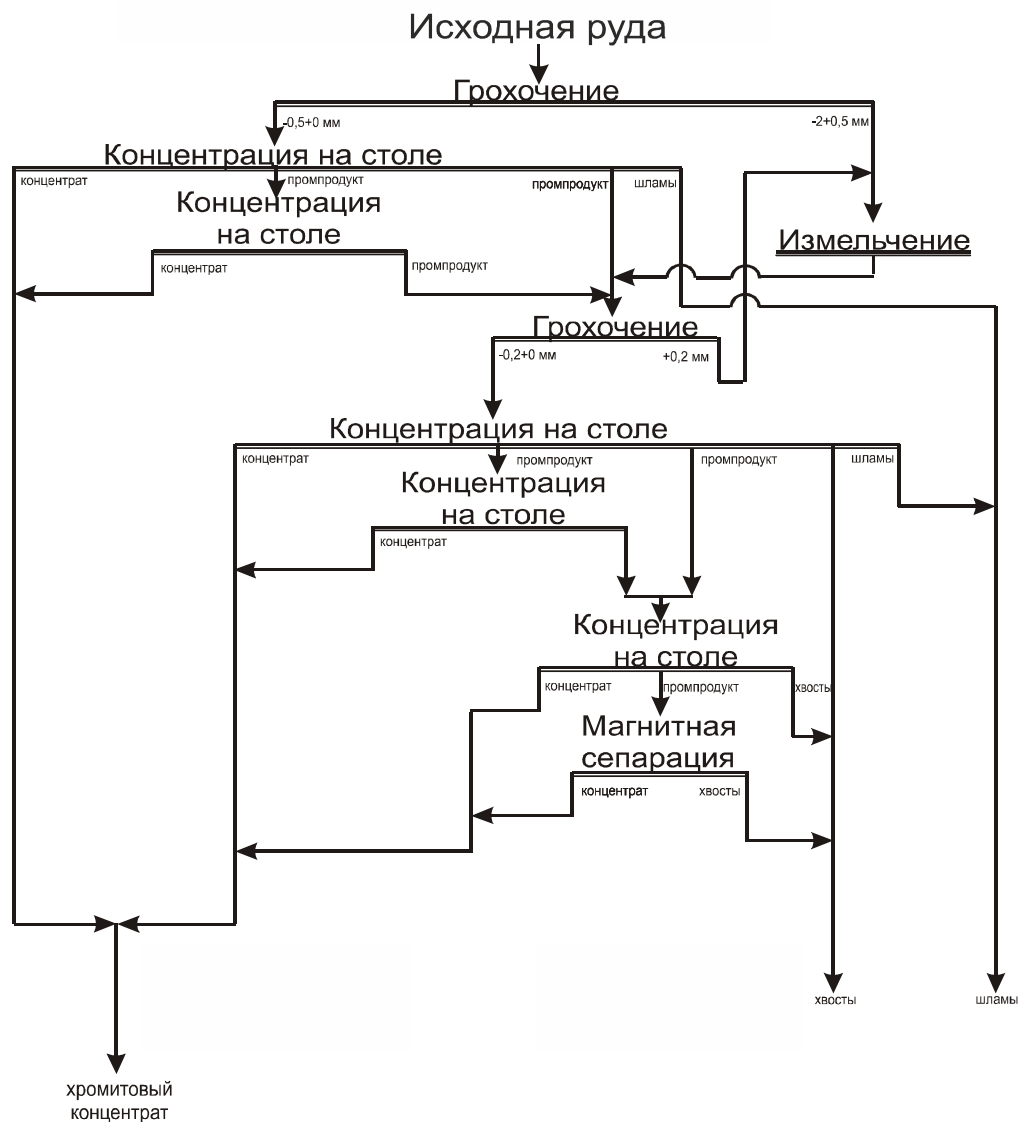 Исходная руда
Грохочение
-0,5+0 мм
-2+0,5 мм
Концентрация на столе
концентрат
промпродукт
промпродукт
шламы
Концентрация
на столе
Измельчение
концентрат
промпродукт
Грохочение
-0,2+0 мм
+0,2 мм
Концентрация на столе
концентрат
промпродукт
промпродукт
шламы
Концентрация
на столе
концентрат
Концентрация
на столе
концентрат
промпродукт
хвосты
Магнитная
сепарация
концентрат
хвосты
хвосты
шламы
хромитовый
концентрат